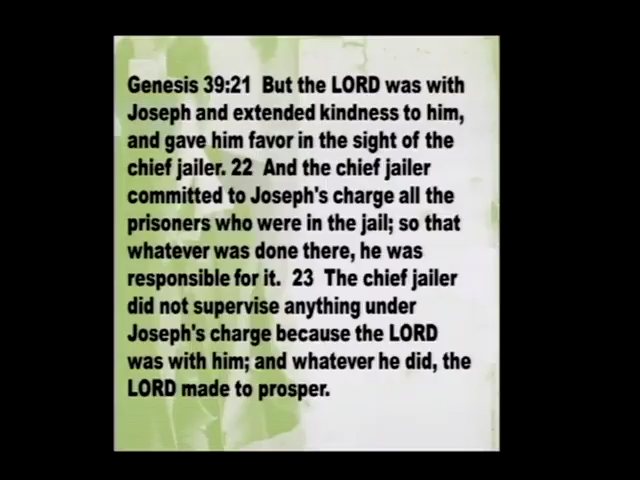 Genesis 39:21  But the LORD was with
Joseph and extended kindness to him,
and gave him favor in the sight of the
chief jailer. 22  And the chief jailer
committed to Joseph's charge all the
prisoners who were in the jail; so that
whatever was done there, he was
responsible for it.  23  The chief jailer
did not supervise anything under
Joseph's charge because the LORD
was with him; and whatever he did, the
LORD made to prosper.